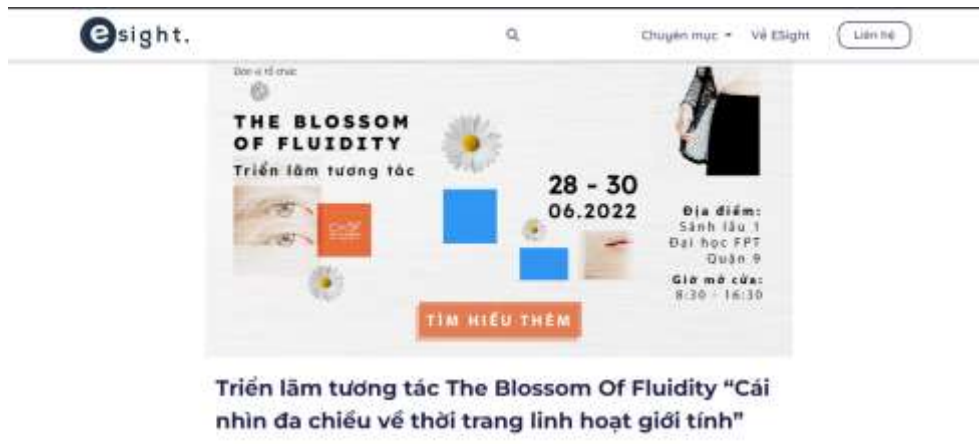 esight.
Chuyên mục
Về ESight
Liên hệ
Đơn vị tổ chức
THE BLOSSOM
OF FLUIDITY
Triển lãm tương tác
28 - 30
06.2022
Địa điểm:
Sảnh lầu 1
Đại học FPT
Quận 9
Giờ mở cửa:
8:30 - 16:30
TÌM HIỂU THÊM
Triển lãm tương tác The Blossom Of Fluidity “Cái
nhìn đa chiều về thời trang linh hoạt giới tính”